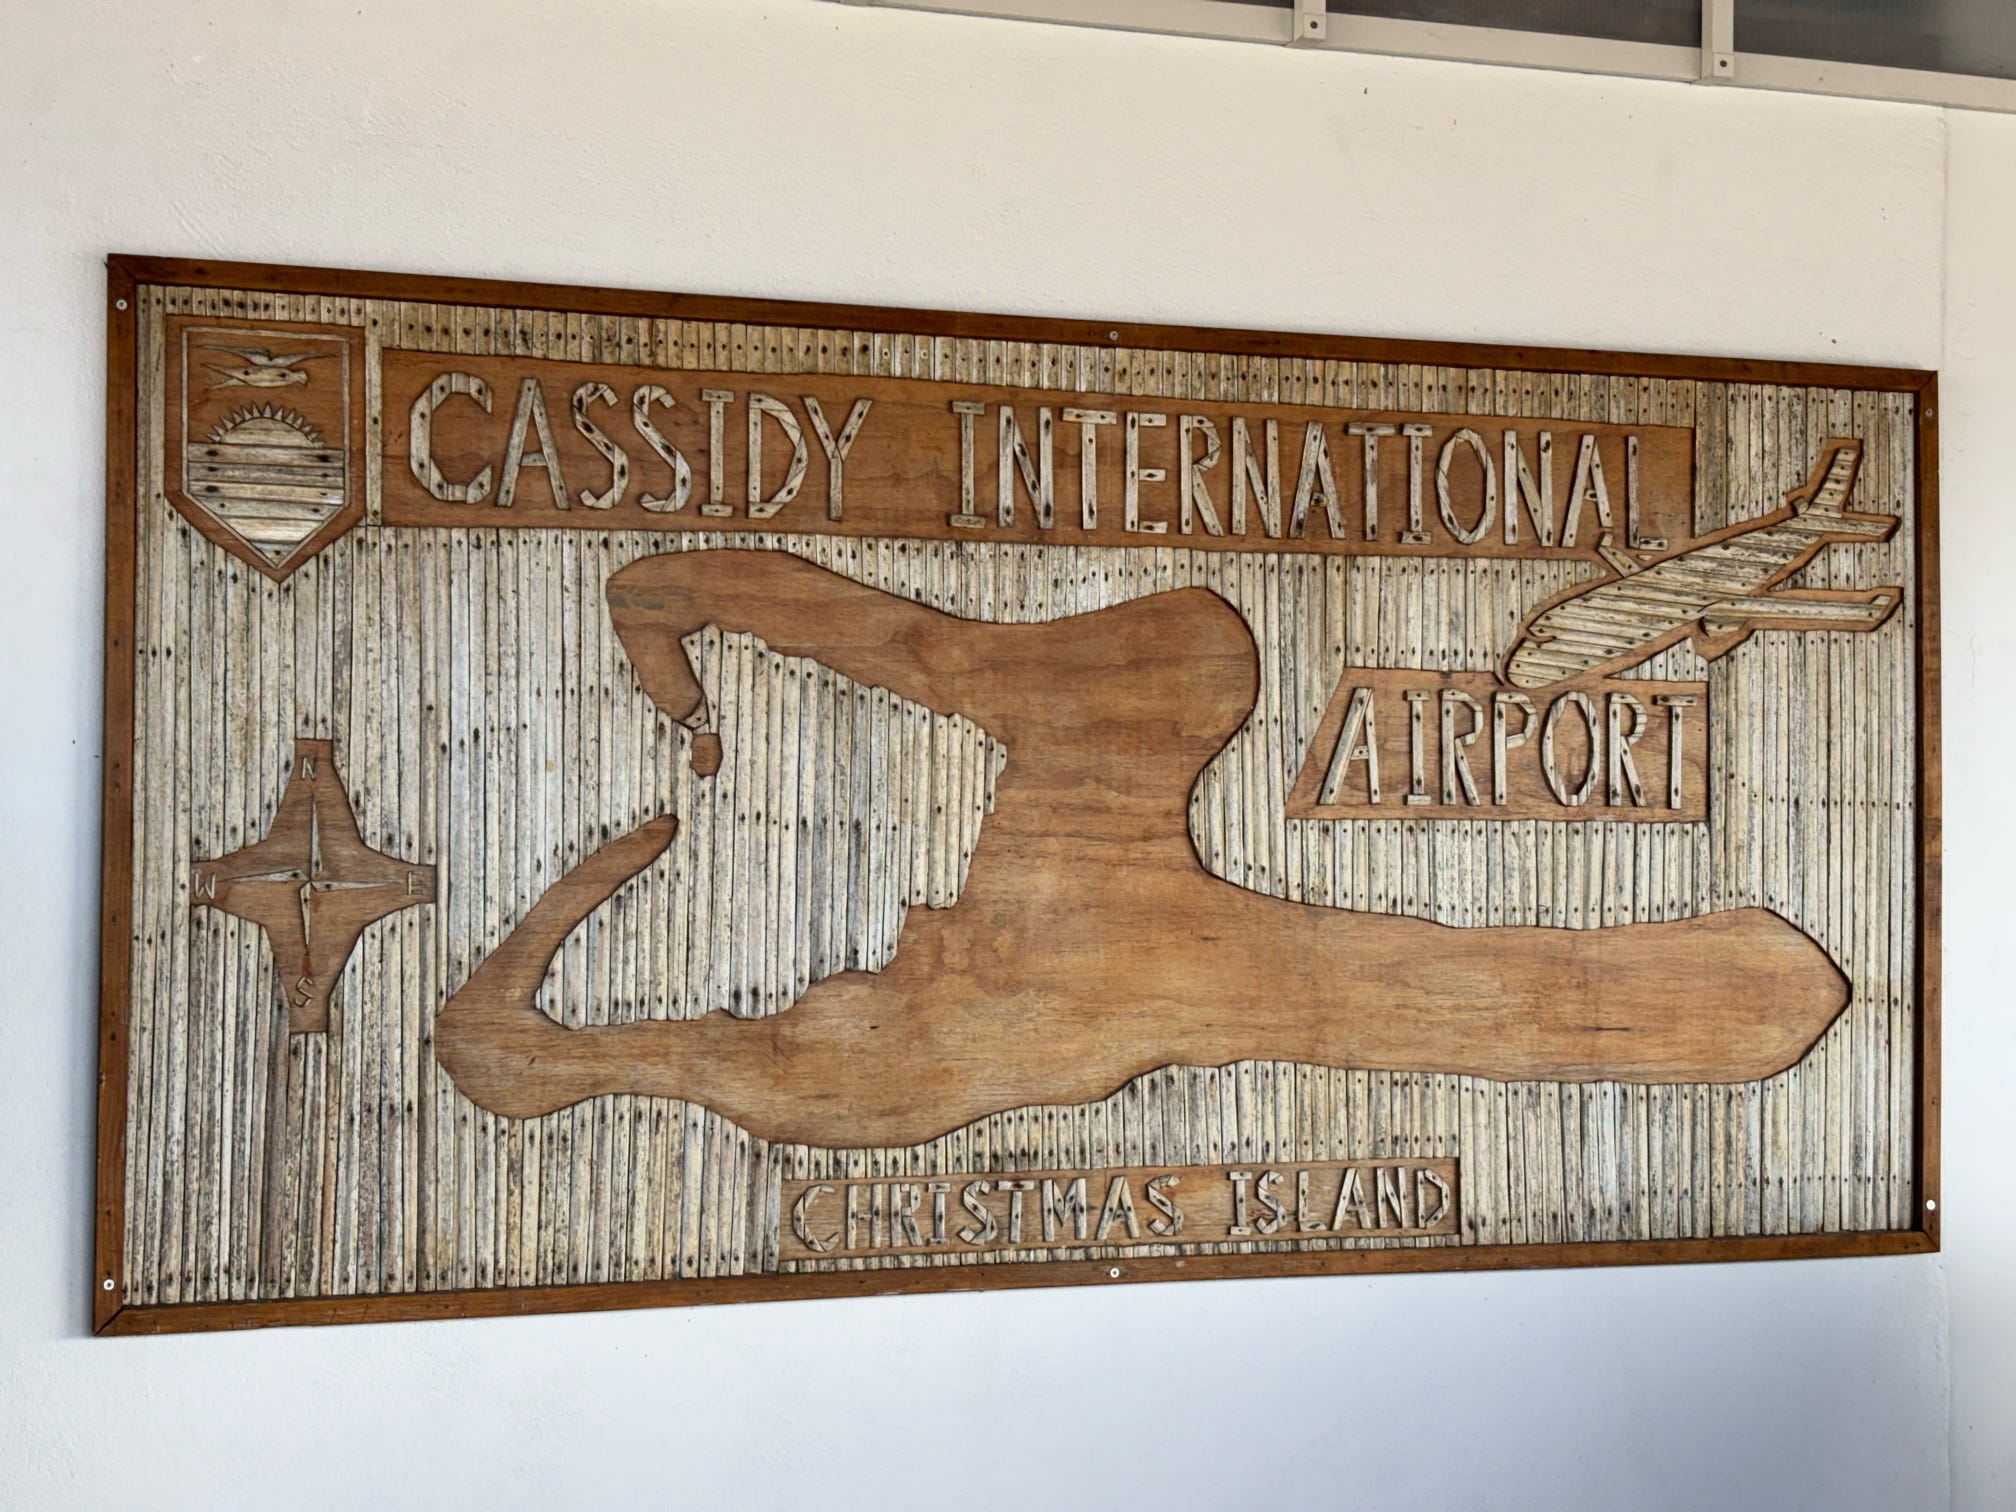 CASSIDY INTERNATIONAL
AIRPORT
N
W E
S
CHRISTMAS ISLAND